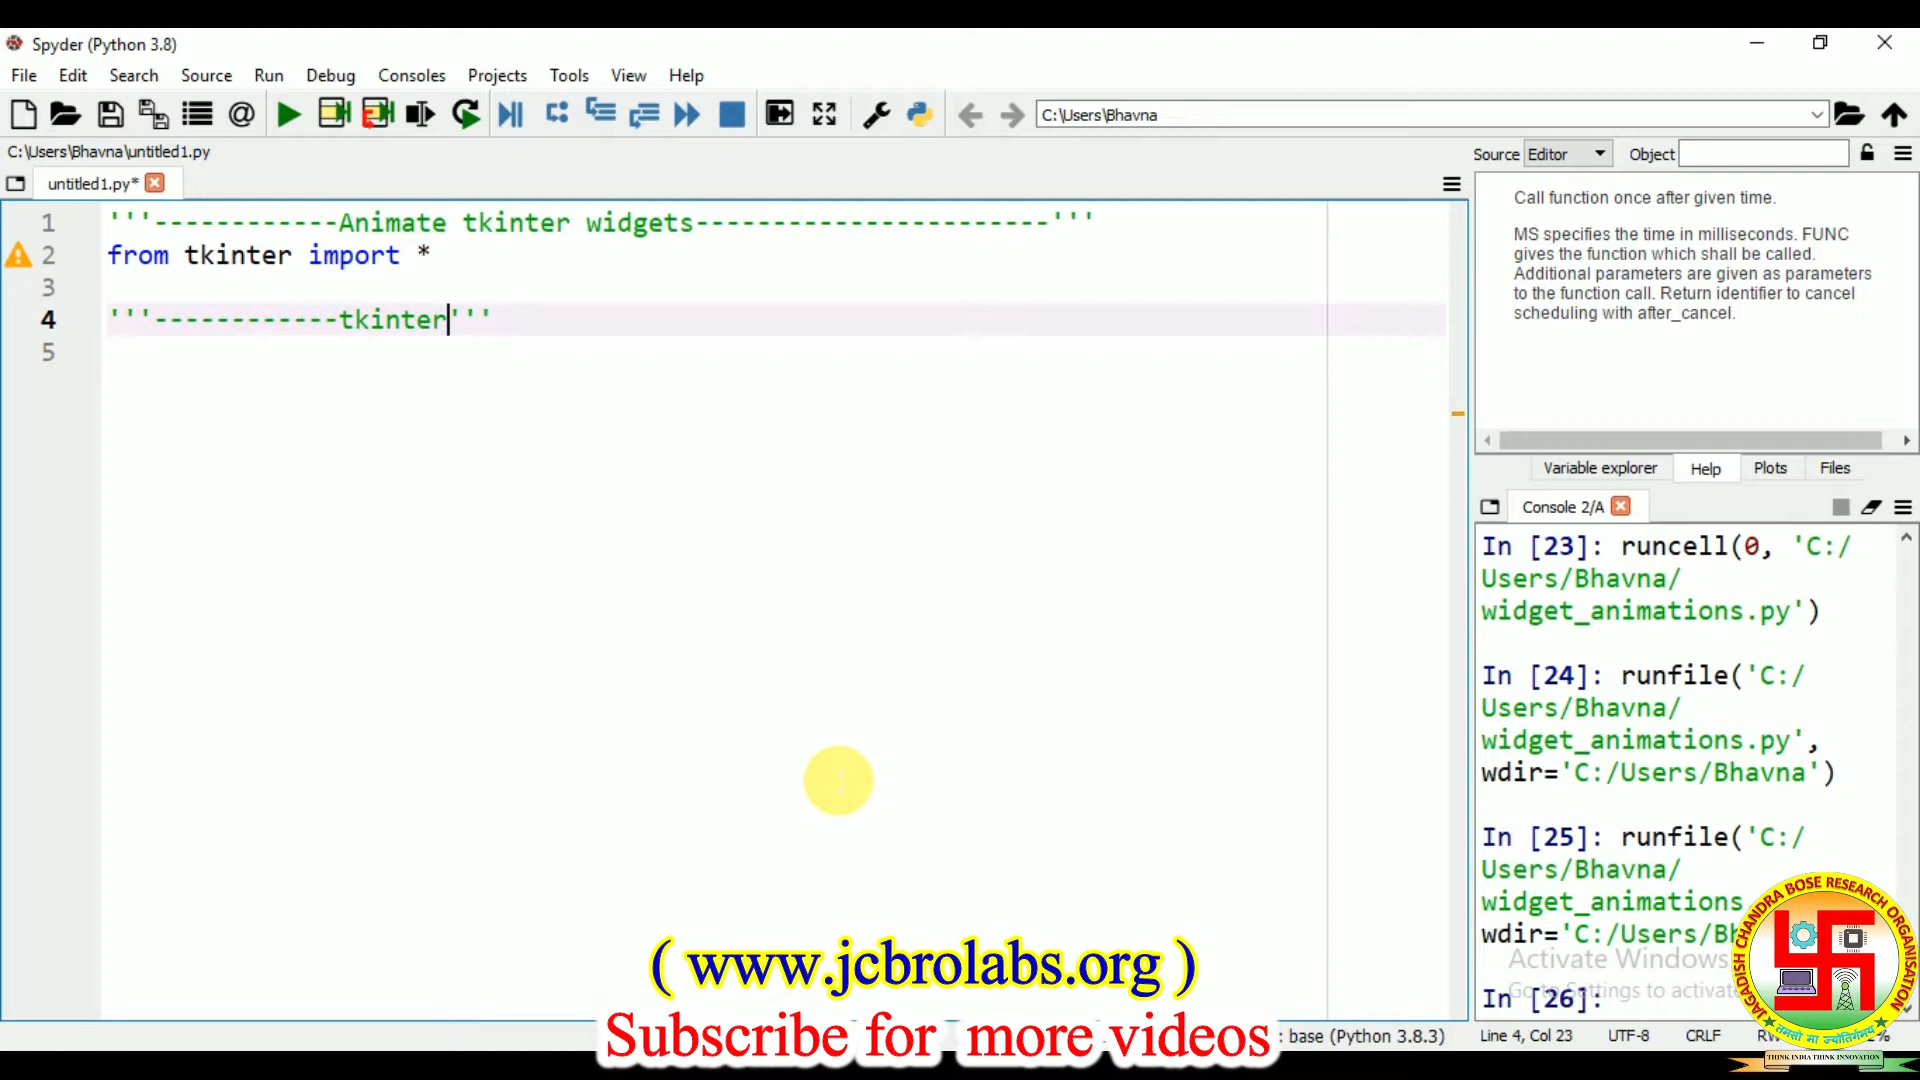 Spyder (Python 3.8)
File Edit Search Source Run Debug Consoles Projects Tools View Help
C:\Users\Bhavna
C:\Users\Bhavna\untitled1.py
Source Editor Object
untitled1.py*
1 '''------------Animate tkinter widgets-----------------------'''
2 from tkinter import *
3
4 '''------------tkinter'''
5
Call function once after given time.
MS specifies the time in milliseconds. FUNC
gives the function which shall be called.
Additional parameters are given as parameters
to the function call. Return identifier to cancel
scheduling with after_cancel.
Variable explorer Help Plots Files
Console 2/A
In [23]: runcell(0, 'C:/
Users/Bhavna/
widget_animations.py')
In [24]: runfile('C:/
Users/Bhavna/
widget_animations.py',
wdir='C:/Users/Bhavna')
In [25]: runfile('C:/
Users/Bhavna/
widget_animations
wdir='C:/Users/Bh
Activate Windows
Go to Settings to activate
In [26]:
( www.jcbrolabs.org )
Subscribe for more videos
: base (Python 3.8.3) Line 4, Col 23 UTF-8 CRLF RW
JAGADISH CHANDRA BOSE RESEARCH ORGANISATION
तमसो मा ज्योतिर्गमय
THINK INDIA THINK INNOVATION